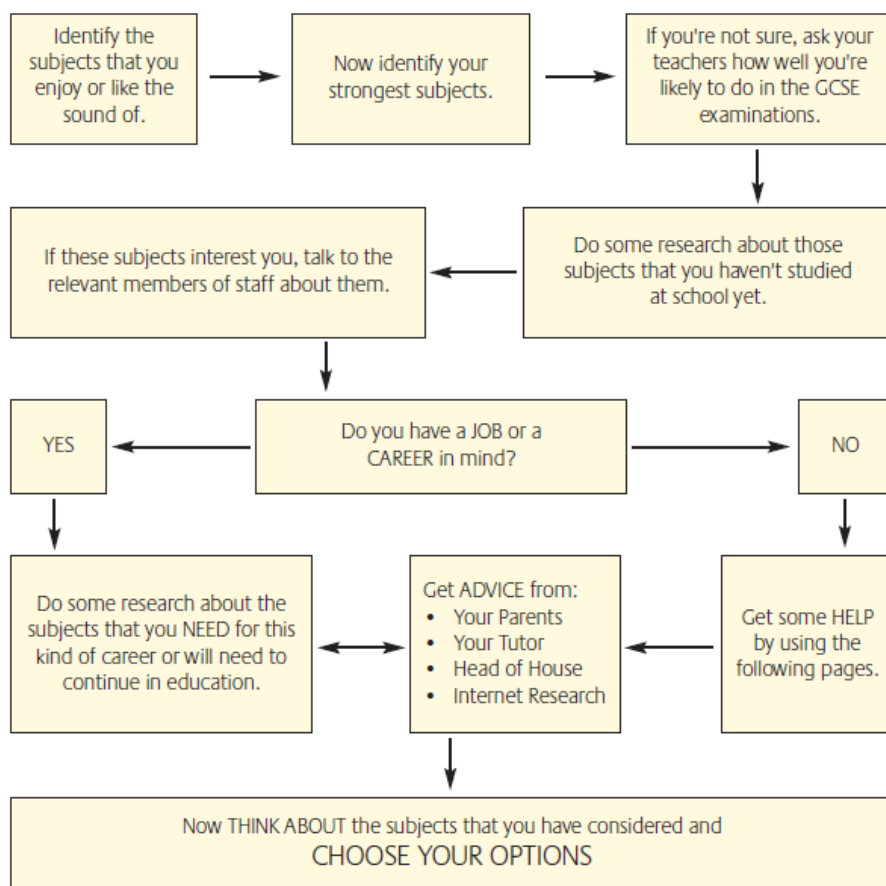 Identify the
subjects that you
enjoy or like the
sound of.
Now identify your
strongest subjects.
If you're not sure, ask your
teachers how well you're
likely to do in the GCSE
examinations.
Do some research about those
subjects that you haven't studied
at school yet.
If these subjects interest you, talk to the
relevant members of staff about them.
Do you have a JOB or a
CAREER in mind?
YES
NO
Do some research about the
subjects that you NEED for this
kind of career or will need to
continue in education.
Get ADVICE from:
• Your Parents
• Your Tutor
• Head of House
• Internet Research
Get some HELP
by using the
following pages.
Now THINK ABOUT the subjects that you have considered and
CHOOSE YOUR OPTIONS